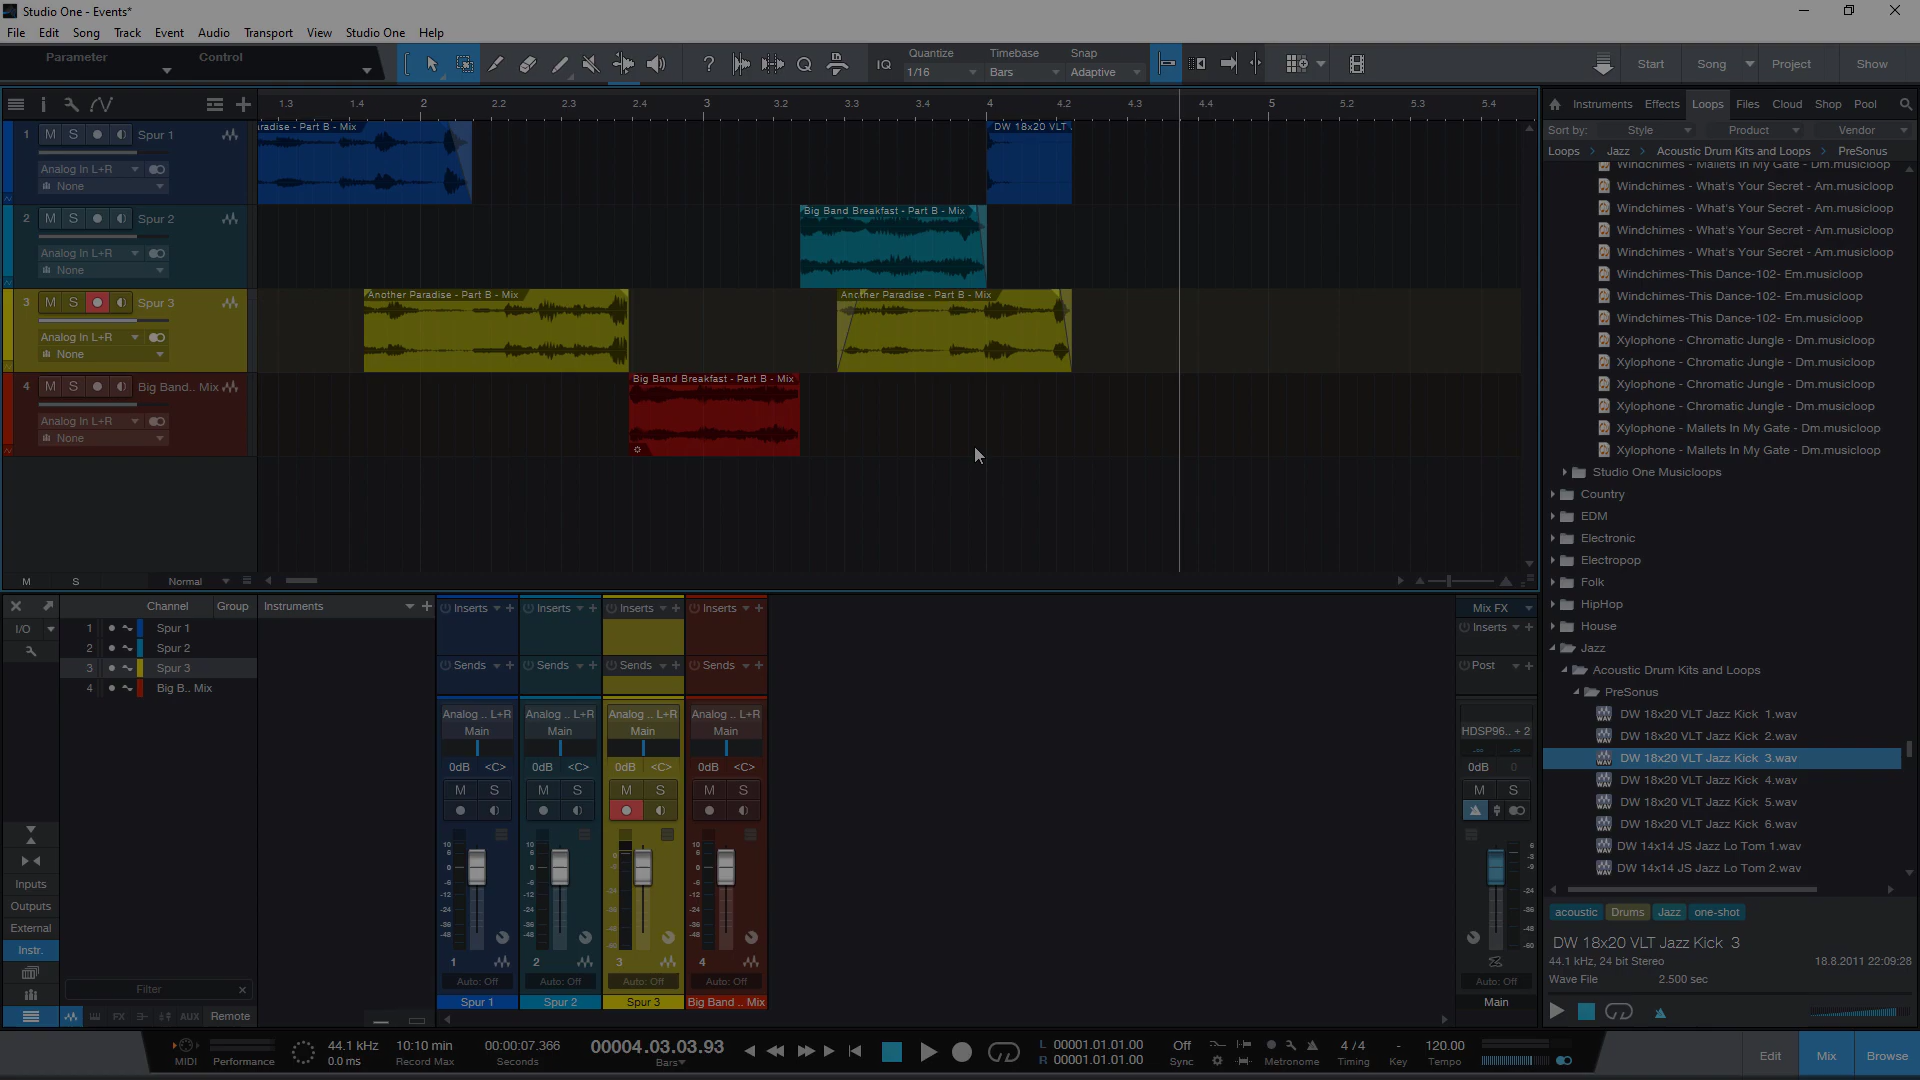 Studio One - Events*
File Edit Song Track Event Audio Transport View Studio One Help
Parameter Control
IQ Quantize 1/16 Timebase Bars Snap Adaptive
Start Song Project Show
1.3 1.4 2 2.2 2.3 2.4 3 3.2 3.3 3.4 4 4.2 4.3 4.4 5 5.2 5.3 5.4
Instruments Effects Loops Files Cloud Shop Pool
Sort by: Style Product Vendor
Loops Jazz Acoustic Drum Kits and Loops PreSonus
1 M S Spur 1
Analog In L+R
None
2 M S Spur 2
Analog In L+R
None
3 M S Spur 3
Analog In L+R
None
4 M S Big Band.. Mix
Analog In L+R
None
aradise - Part B - Mix
DW 18x20 VLT
Big Band Breakfast - Part B - Mix
Another Paradise - Part B - Mix
Another Paradise - Part B - Mix
Big Band Breakfast - Part B - Mix
M S Normal
Windchimes - Mallets In My Gate - Dm.musicloop
Windchimes - What's Your Secret - Am.musicloop
Windchimes - What's Your Secret - Am.musicloop
Windchimes - What's Your Secret - Am.musicloop
Windchimes - What's Your Secret - Am.musicloop
Windchimes-This Dance-102- Em.musicloop
Windchimes-This Dance-102- Em.musicloop
Windchimes-This Dance-102- Em.musicloop
Xylophone - Chromatic Jungle - Dm.musicloop
Xylophone - Chromatic Jungle - Dm.musicloop
Xylophone - Chromatic Jungle - Dm.musicloop
Xylophone - Chromatic Jungle - Dm.musicloop
Xylophone - Mallets In My Gate - Dm.musicloop
Xylophone - Mallets In My Gate - Dm.musicloop
Studio One Musicloops
Country
EDM
Electronic
Electropop
Folk
HipHop
House
Jazz
Acoustic Drum Kits and Loops
PreSonus
DW 18x20 VLT Jazz Kick 1.wav
DW 18x20 VLT Jazz Kick 2.wav
DW 18x20 VLT Jazz Kick 3.wav
DW 18x20 VLT Jazz Kick 4.wav
DW 18x20 VLT Jazz Kick 5.wav
DW 18x20 VLT Jazz Kick 6.wav
DW 14x14 JS Jazz Lo Tom 1.wav
DW 14x14 JS Jazz Lo Tom 2.wav
acoustic Drums Jazz one-shot
DW 18x20 VLT Jazz Kick 3
44.1 kHz, 24 bit Stereo 18.8.2011 22:09:28
Wave File 2.500 sec
Channel Group Instruments
I/O
1 Spur 1
2 Spur 2
3 Spur 3
4 Big B.. Mix
Inputs
Outputs
External
Instr.
Filter
FX AUX Remote
Inserts Inserts Inserts Inserts
Sends Sends Sends Sends
Analog .. L+R Analog .. L+R Analog .. L+R Analog .. L+R
Main Main Main Main
0dB <C> 0dB <C> 0dB <C> 0dB <C>
M S M S M S M S
1 2 3 4
Auto: Off Auto: Off Auto: Off Auto: Off
Spur 1 Spur 2 Spur 3 Big Band .. Mix
Mix FX
Inserts
Post
HDSP96.. + 2
0dB 0
M S
Auto: Off
Main
MIDI Performance
44.1 kHz
0.0 ms
10:10 min
Record Max
00:00:07.366
Seconds
00004.03.03.93
Bars
L 00001.01.01.00
R 00001.01.01.00
Off
Sync
Metronome
4 / 4
Timing
-
Key
120.00
Tempo
Edit Mix Browse